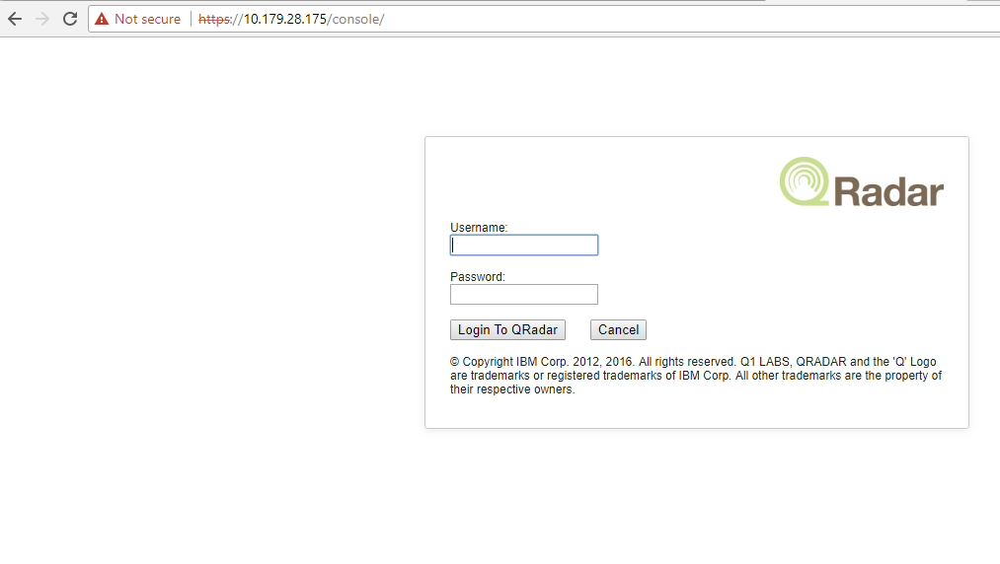 Not secure https://10.179.28.175/console/
QRadar
Username:
Password:
Login To QRadar Cancel
© Copyright IBM Corp. 2012, 2016. All rights reserved. Q1 LABS, QRADAR and the 'Q' Logo
are trademarks or registered trademarks of IBM Corp. All other trademarks are the property of
their respective owners.